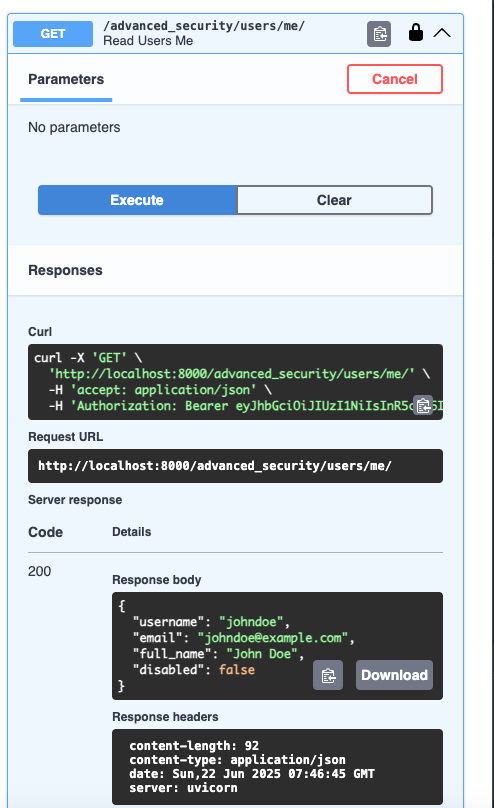 GET
/advanced_security/users/me/
Read Users Me
Parameters
Cancel
No parameters
Execute
Clear
Responses
Curl
curl -X 'GET' \
'http://localhost:8000/advanced_security/users/me/' \
-H 'accept: application/json' \
-H 'Authorization: Bearer
Request URL
http://localhost:8000/advanced_security/users/me/
Server response
Code
Details
200
Response body
{
"username": "johndoe",
"email": "johndoe@example.com",
"full_name": "John Doe",
"disabled": false
}
Download
Response headers
content-length: 92
content-type: application/json
date: Sun,22 Jun 2025 07:46:45 GMT
server: uvicorn